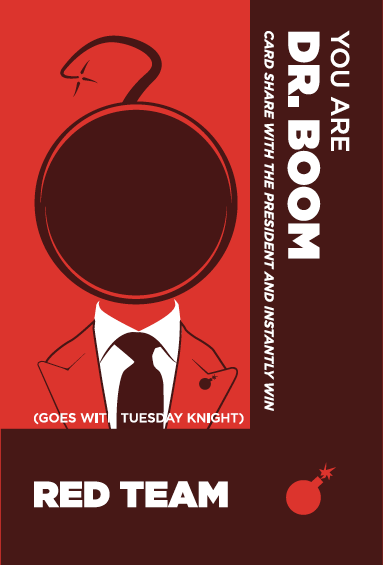 YOU ARE
DR. BOOM
CARD SHARE WITH THE PRESIDENT AND INSTANTLY WIN
(GOES WITH TUESDAY KNIGHT)
RED TEAM